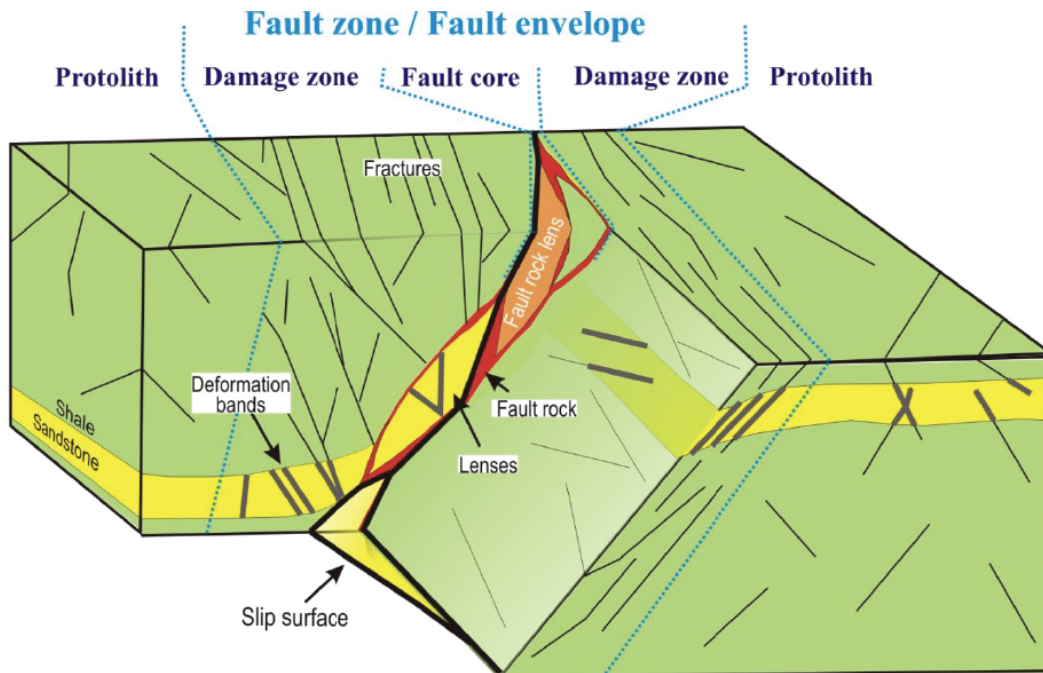 Fault zone / Fault envelope
Protolith
Damage zone
Fault core
Damage zone
Protolith
Fractures
Fault rock lens
Deformation
bands
Fault rock
Shale
Sandstone
Lenses
Slip surface